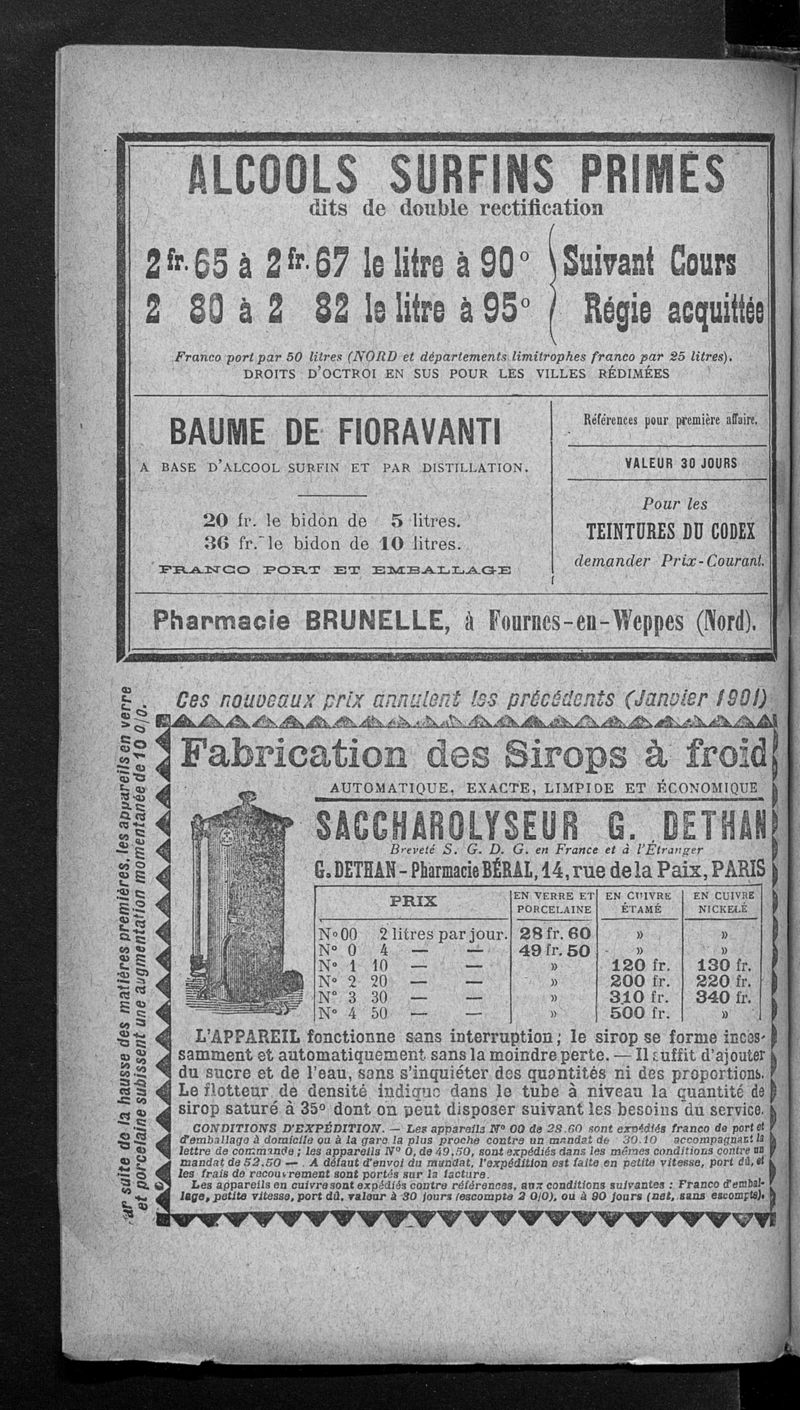 ALCOOLS SURFINS PRIMÉS
dits de double rectification
2 fr. 65 à 2 fr. 67 le litre à 90° Suivant Cours
2 80 à 2 82 le litre à 95° Régie acquittée
Franco port par 50 litres (NORD et départements limitrophes franco par 25 litres).
DROITS D'OCTROI EN SUS POUR LES VILLES RÉDIMÉES
BAUME DE FIORAVANTI
A BASE D'ALCOOL SURFIN ET PAR DISTILLATION.
20 fr. le bidon de 5 litres.
36 fr. le bidon de 10 litres.
FRANCO PORT ET EMBALLAGE
Références pour première affaire.
VALEUR 30 JOURS
Pour les
TEINTURES DU CODEX
demander Prix-Courant.
Pharmacie BRUNELLE, à Fournes-en-Weppes (Nord).
Ces nouveaux prix annulent les précédents (Janvier 1901)
Fabrication des Sirops à froid
AUTOMATIQUE, EXACTE, LIMPIDE ET ÉCONOMIQUE
SACCHAROLYSEUR G. DETHAN
Breveté S. G. D. G. en France et à l'Étranger
G. DETHAN - Pharmacie BÉRAL, 14, rue de la Paix, PARIS
PRIX EN VERRE ET PORCELAINE EN CUIVRE ÉTAMÉ EN CUIVRE NICKELÉ
N° 00 2 litres par jour. 28 fr. 60 » »
N° 0 4 — — 49 fr. 50 » »
N° 1 10 — — » 120 fr. 130 fr.
N° 2 20 — — » 200 fr. 220 fr.
N° 3 30 — — » 310 fr. 340 fr.
N° 4 50 — — » 500 fr. »
L'APPAREIL fonctionne sans interruption; le sirop se forme inces-
samment et automatiquement sans la moindre perte. — Il suffit d'ajouter
du sucre et de l'eau, sans s'inquiéter des quantités ni des proportions.
Le flotteur de densité indique dans le tube à niveau la quantité de
sirop saturé à 35° dont on peut disposer suivant les besoins du service.
CONDITIONS D'EXPÉDITION. — Les appareils N° 00 de 28.60 sont expédiés franco de port et
d'emballage à domicile ou à la gare la plus proche contre un mandat de 30.10 accompagnant la
lettre de commande; les appareils N° 0, de 49,50, sont expédiés dans les mêmes conditions contre un
mandat de 52.50 —. A défaut d'envoi du mandat, l'expédition est faite en petite vitesse, port dû, et
les frais de recouvrement sont portés sur la facture.
Les appareils en cuivre sont expédiés contre références, aux conditions suivantes : Franco d'embal-
lage, petite vitesse, port dû, valeur à 30 jours (escompte 2 0/0), ou à 90 jours (net, sans escompte).
ar suite de la hausse des matières premières, les appareils en verre
et porcelaine subissent une augmentation momentanée de 10 0/0.